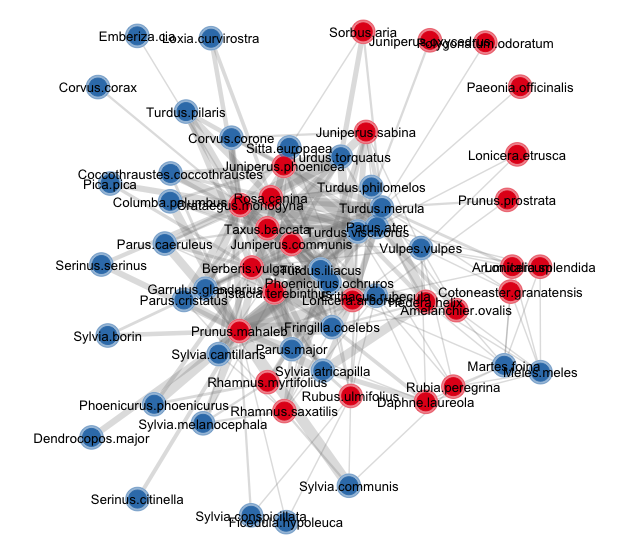 Sorbus.aria
Emberiza.cia
Loxia.curvirostra
Juniperus.oxycedrus
Polygonatum.odoratum
Corvus.corax
Paeonia.officinalis
Turdus.pilaris
Juniperus.sabina
Corvus.corone
Sitta.europaea
Turdus.torquatus
Lonicera.etrusca
Juniperus.phoenicea
Coccothraustes.coccothraustes
Pica.pica
Turdus.philomelos
Rosa.canina
Columba.palumbus
Crataegus.monogyna
Turdus.merula
Prunus.prostrata
Taxus.baccata
Parus.ater
Turdus.viscivorus
Parus.caeruleus
Juniperus.communis
Vulpes.vulpes
Serinus.serinus
Berberis.vulgaris
Turdus.iliacus
Lonicera.splendida
Phoenicurus.ochruros
Garrulus.glandarius
Pistacia.terebinthus
Cotoneaster.granatensis
Parus.cristatus
Lonicera.arborea
Erithacus.rubecula
Hedera.helix
Amelanchier.ovalis
Sylvia.borin
Prunus.mahaleb
Fringilla.coelebs
Sylvia.cantillans
Parus.major
Martes.foina
Meles.meles
Sylvia.atricapilla
Rhamnus.myrtifolius
Rubia.peregrina
Rubus.ulmifolius
Daphne.laureola
Phoenicurus.phoenicurus
Rhamnus.saxatilis
Sylvia.melanocephala
Dendrocopos.major
Sylvia.communis
Serinus.citinella
Sylvia.conspicillata
Ficedula.hypoleuca